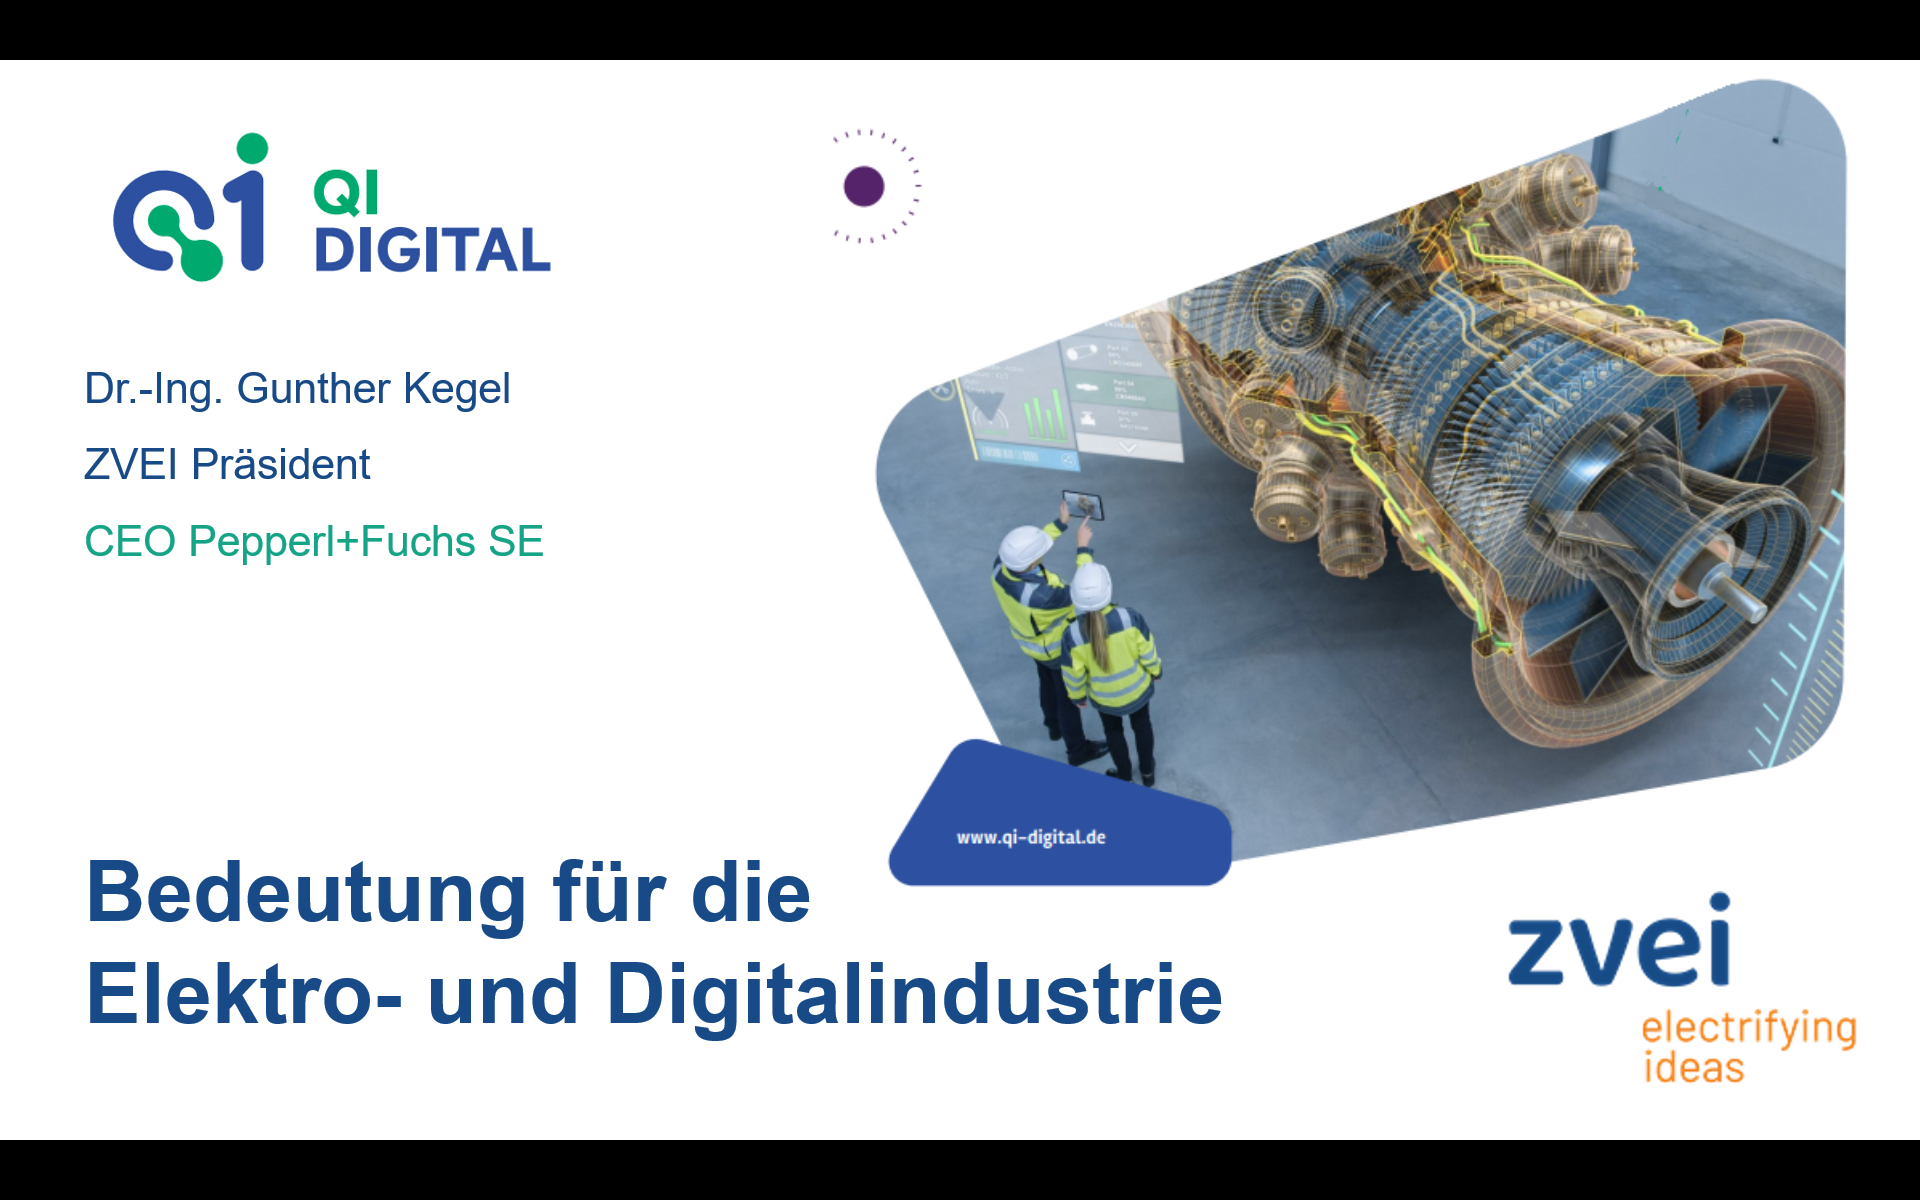 QI
DIGITAL
Dr.-Ing. Gunther Kegel
ZVEI Präsident
CEO Pepperl+Fuchs SE
www.qi-digital.de
Bedeutung für die
Elektro- und Digitalindustrie
zvei
electrifying
ideas